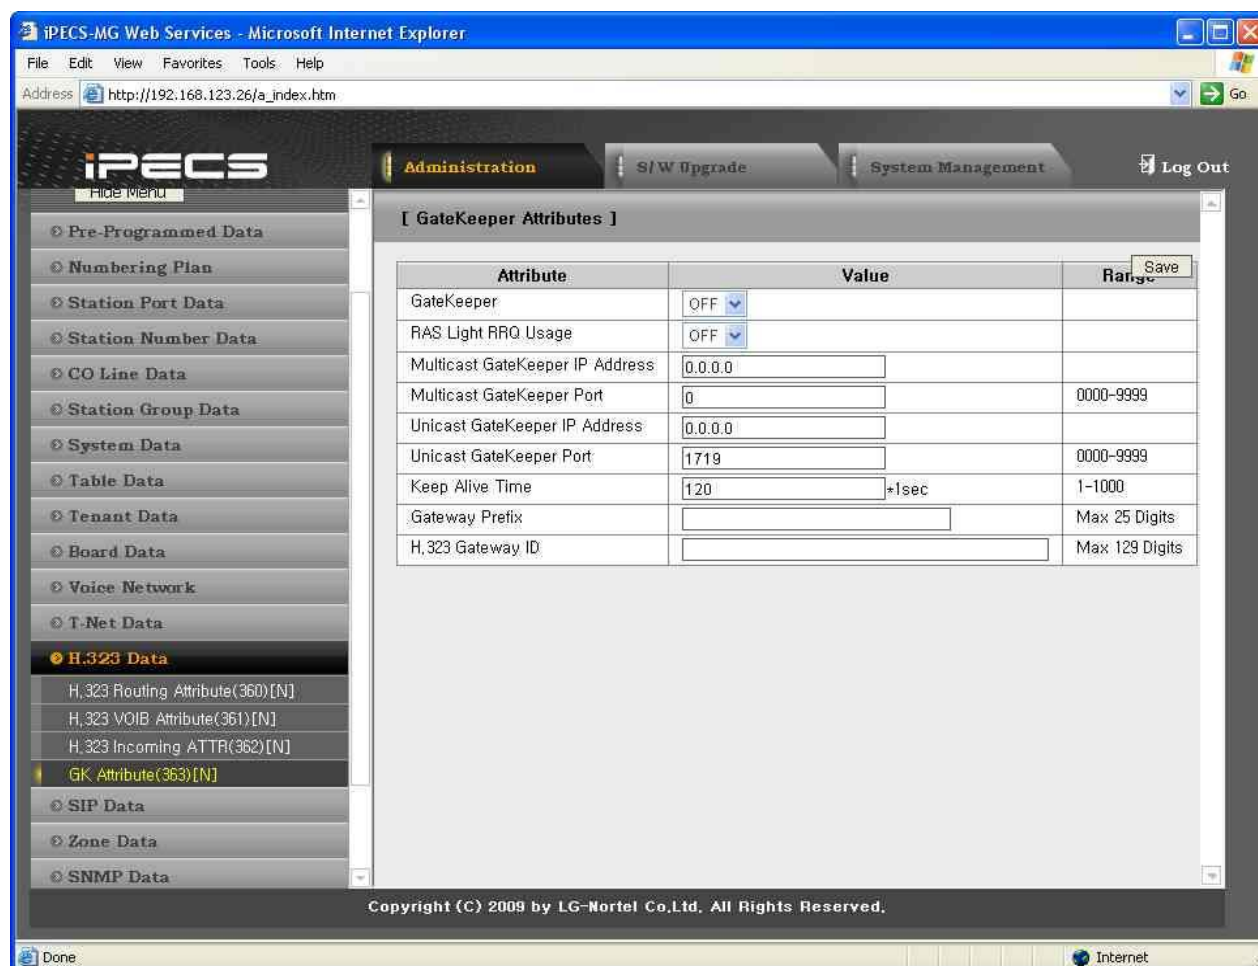 iPECS-MG Web Services - Microsoft Internet Explorer
File Edit View Favorites Tools Help
Address http://192.168.123.26/a_index.htm Go
iPECS
Administration
S/W Upgrade
System Management
Log Out
Hide Menu
Pre-Programmed Data
Numbering Plan
Station Port Data
Station Number Data
CO Line Data
Station Group Data
System Data
Table Data
Tenant Data
Board Data
Voice Network
T-Net Data
H.323 Data
H.323 Routing Attribute(360)[N]
H.323 VOIB Attribute(361)[N]
H.323 Incoming ATTR(362)[N]
GK Attribute(363)[N]
SIP Data
Zone Data
SNMP Data
[ GateKeeper Attributes ]
Save
Attribute Value Range
GateKeeper OFF
RAS Light RRQ Usage OFF
Multicast GateKeeper IP Address 0.0.0.0
Multicast GateKeeper Port 0 0000-9999
Unicast GateKeeper IP Address 0.0.0.0
Unicast GateKeeper Port 1719 0000-9999
Keep Alive Time 120 *1sec 1-1000
Gateway Prefix Max 25 Digits
H.323 Gateway ID Max 129 Digits
Copyright (C) 2009 by LG-Nortel Co,Ltd, All Rights Reserved.
Done Internet